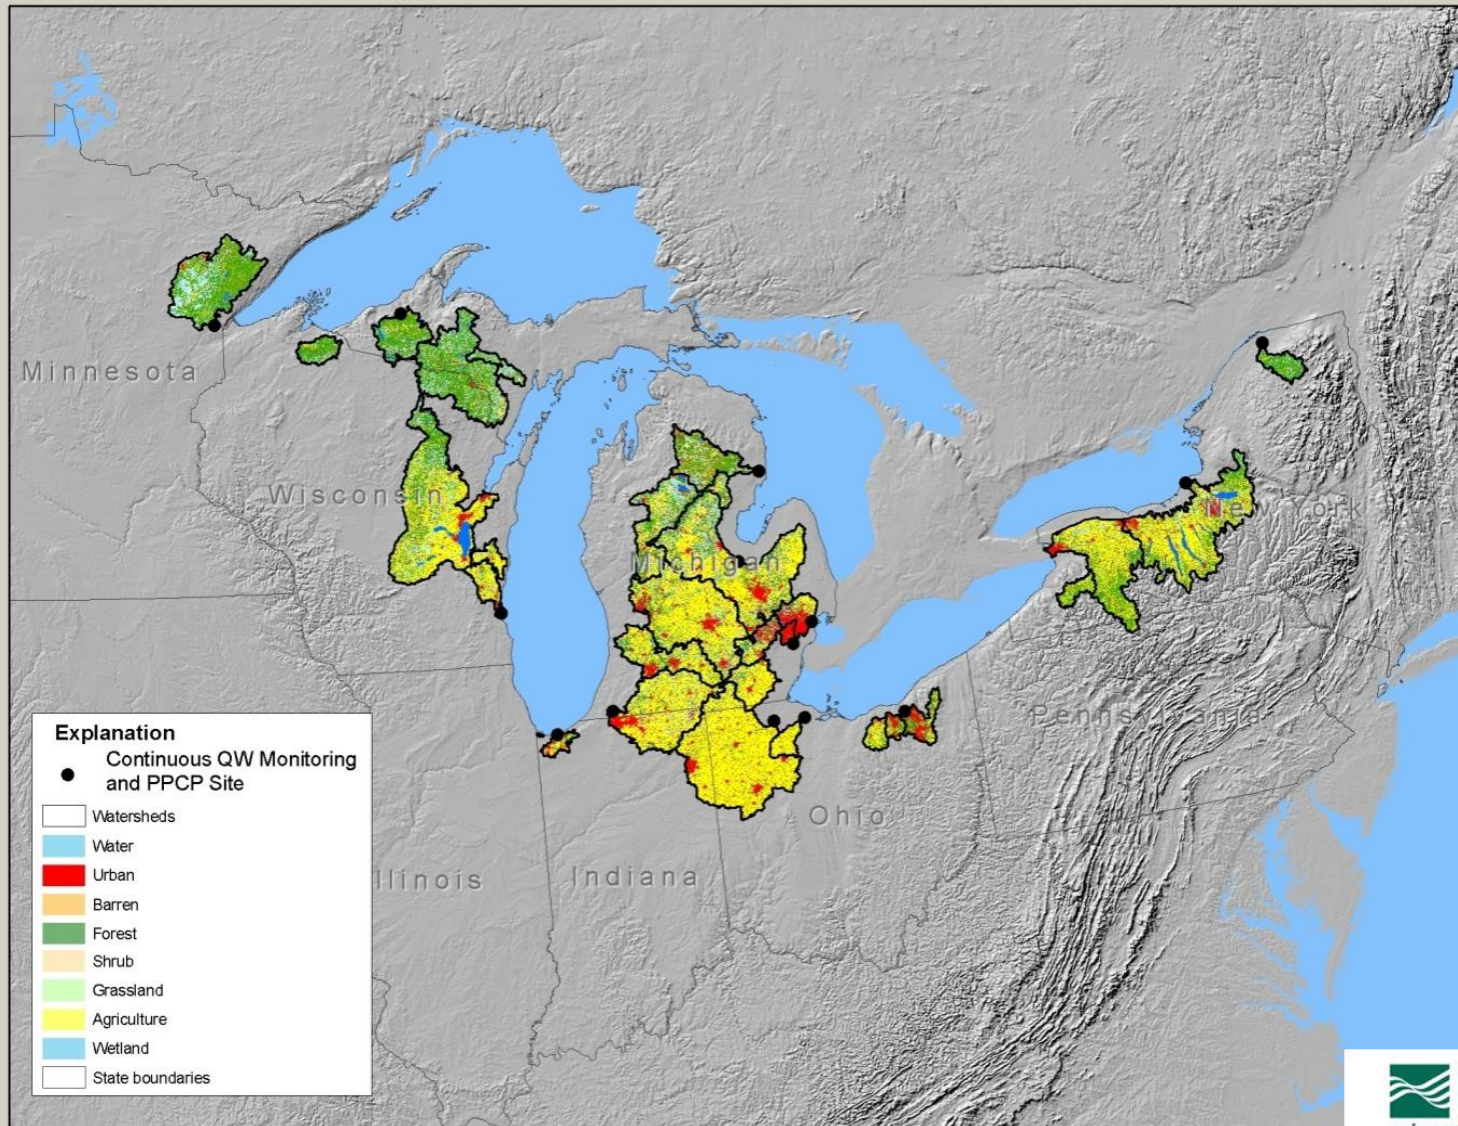 Minnesota
Wisconsin
Michigan
New York
Pennsylvania
Ohio
Indiana
Illinois
Explanation
Continuous QW Monitoring
and PPCP Site
Watersheds
Water
Urban
Barren
Forest
Shrub
Grassland
Agriculture
Wetland
State boundaries